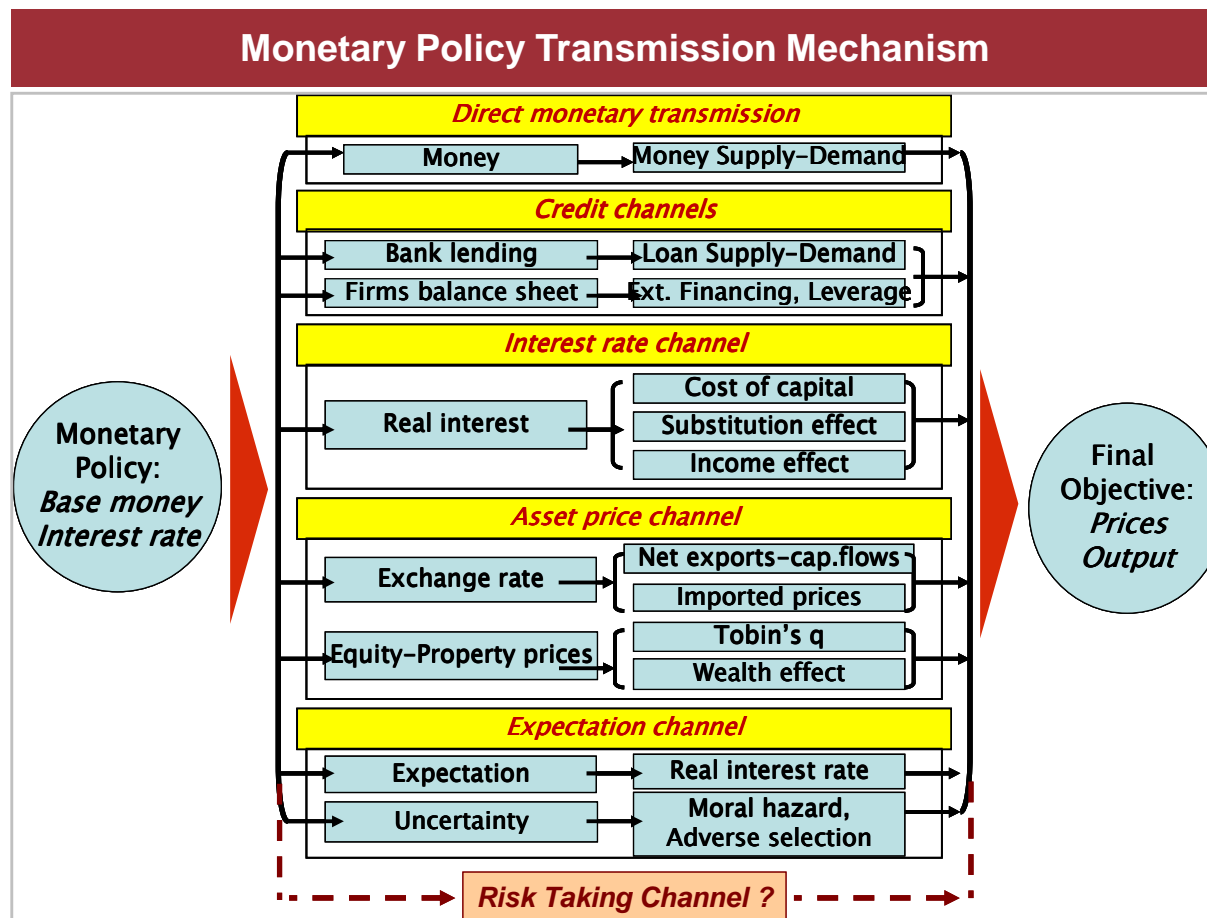 Monetary Policy Transmission Mechanism
Direct monetary transmission
Money
Money Supply–Demand
Credit channels
Bank lending
Loan Supply–Demand
Firms balance sheet
Ext. Financing, Leverage
Interest rate channel
Real interest
Cost of capital
Substitution effect
Income effect
Monetary
Policy:
Base money
Interest rate
Final
Objective:
Prices
Output
Asset price channel
Exchange rate
Net exports–cap.flows
Imported prices
Equity–Property prices
Tobin's q
Wealth effect
Expectation channel
Expectation
Real interest rate
Uncertainty
Moral hazard,
Adverse selection
Risk Taking Channel ?